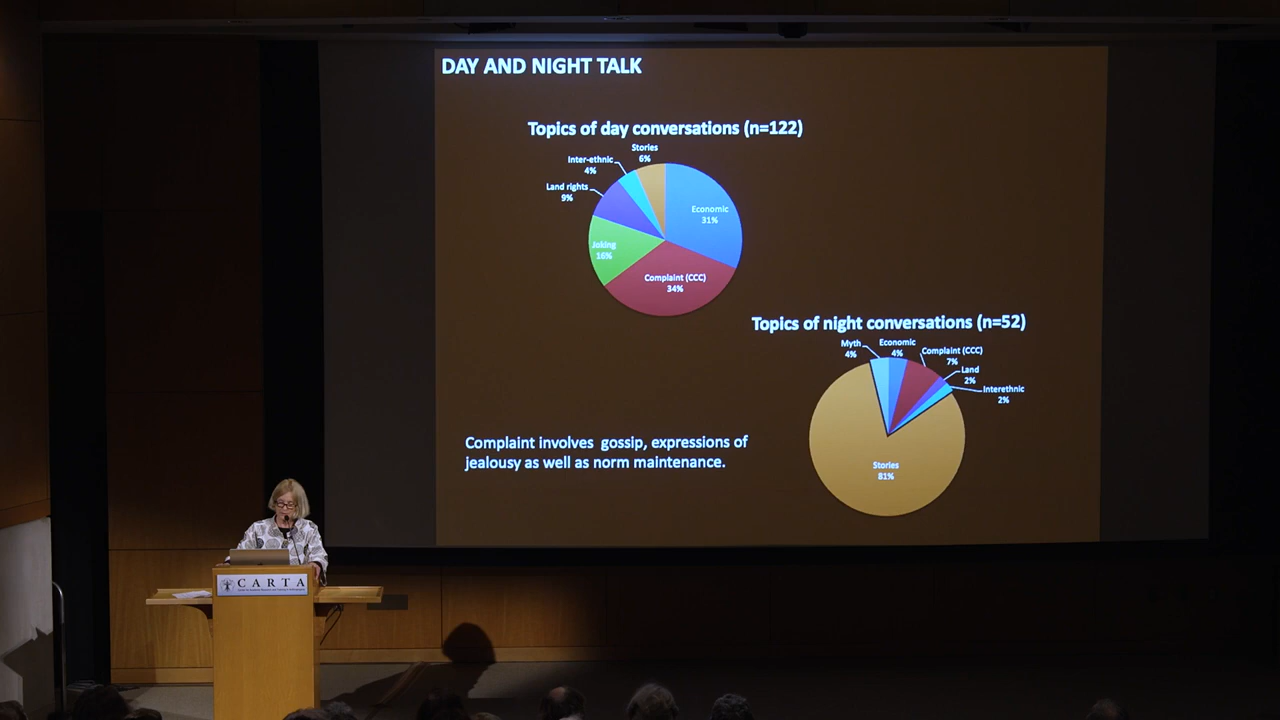 DAY AND NIGHT TALK
Topics of day conversations (n=122)
Stories
6%
Inter-ethnic
4%
Land rights
9%
Economic
31%
Joking
16%
Complaint (CCC)
34%
Topics of night conversations (n=52)
Myth
4%
Economic
4%
Complaint (CCC)
7%
Land
2%
Interethnic
2%
Stories
81%
Complaint involves gossip, expressions of
jealousy as well as norm maintenance.
CARTA